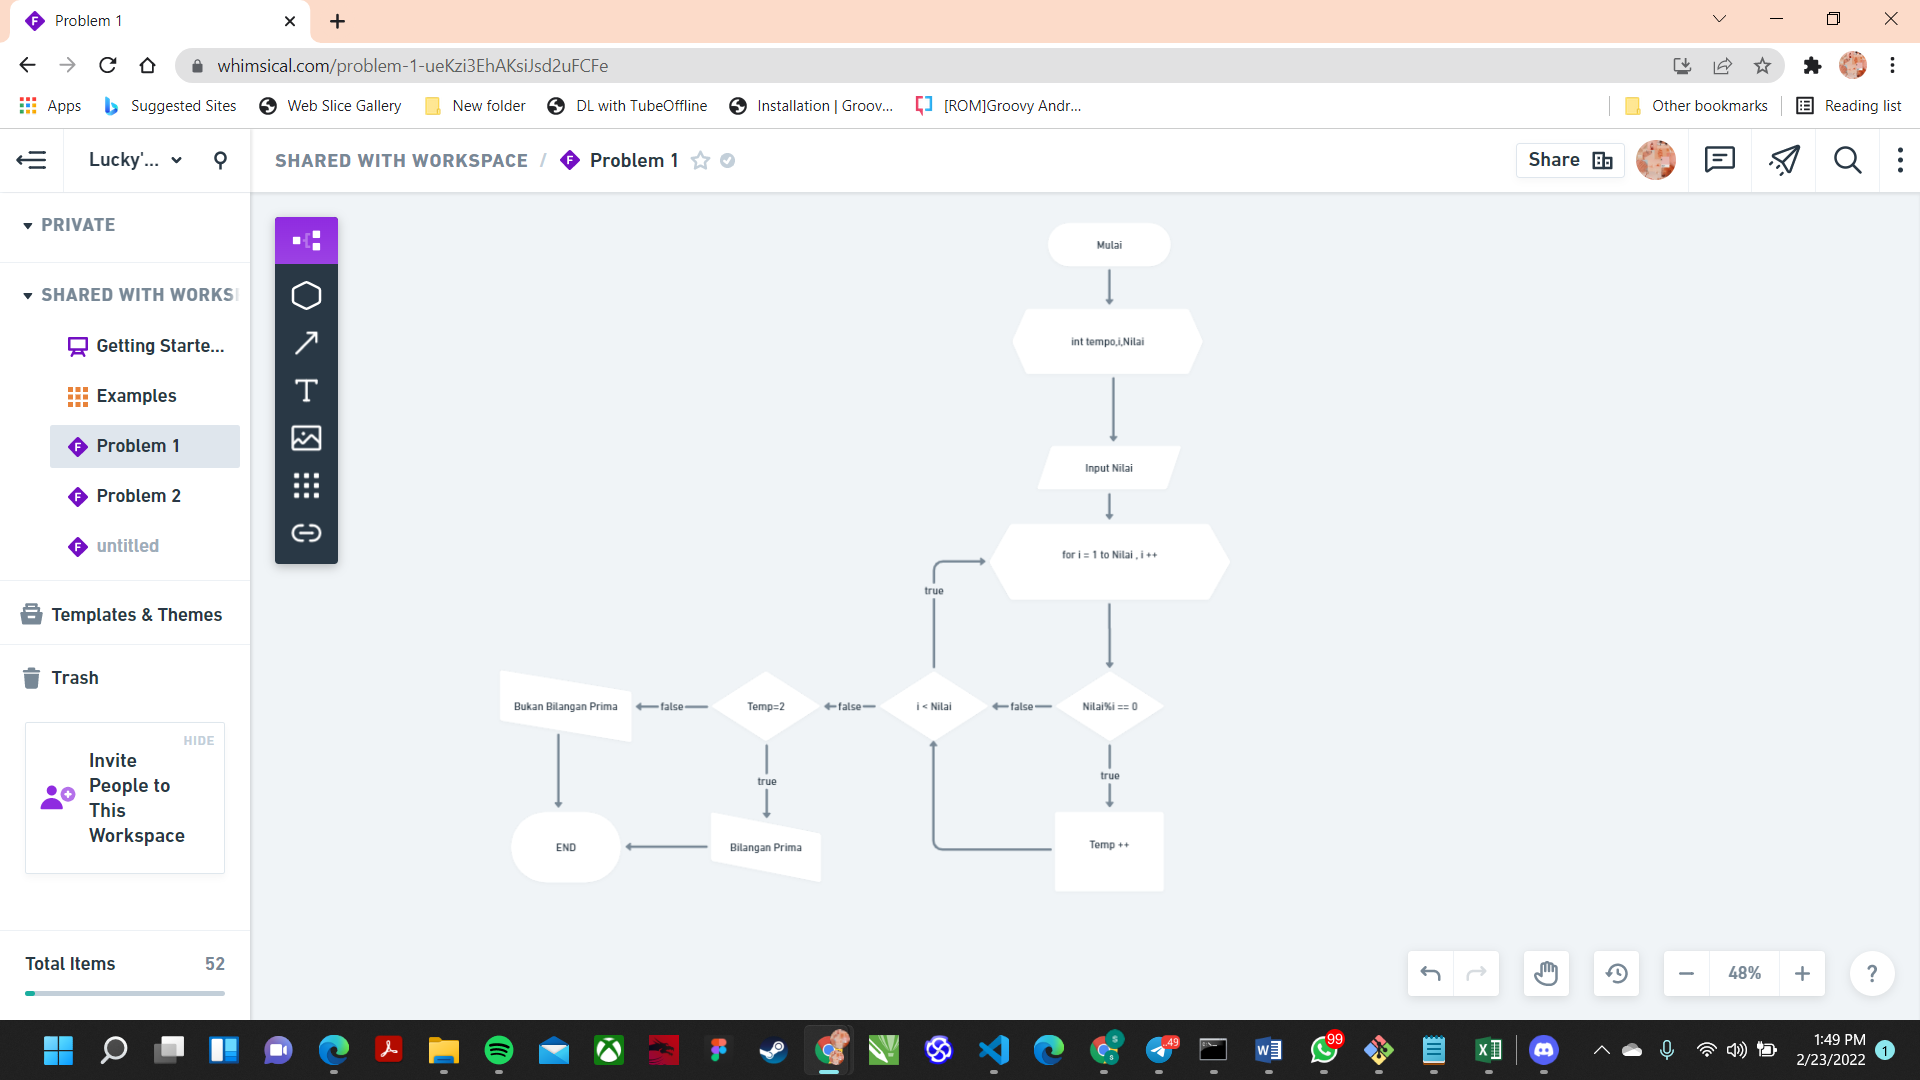 Problem 1
whimsical.com/problem-1-ueKzi3EhAKsiJsd2uFCFe
Apps
Suggested Sites
Web Slice Gallery
New folder
DL with TubeOffline
Installation | Groov...
[ROM]Groovy Andr...
Other bookmarks
Reading list
Lucky'...
SHARED WITH WORKSPACE / Problem 1
Share
PRIVATE
SHARED WITH WORKS
Getting Starte...
Examples
Problem 1
Problem 2
untitled
Templates & Themes
Trash
HIDE
Invite
People to
This
Workspace
Total Items 52
Mulai
int tempo,i,Nilai
Input Nilai
for i = 1 to Nilai , i ++
true
Bukan Bilangan Prima
false
Temp=2
false
i < Nilai
false
Nilai%i == 0
true
true
END
Bilangan Prima
Temp ++
48%
?
99
49
S
s
1:49 PM
2/23/2022
1